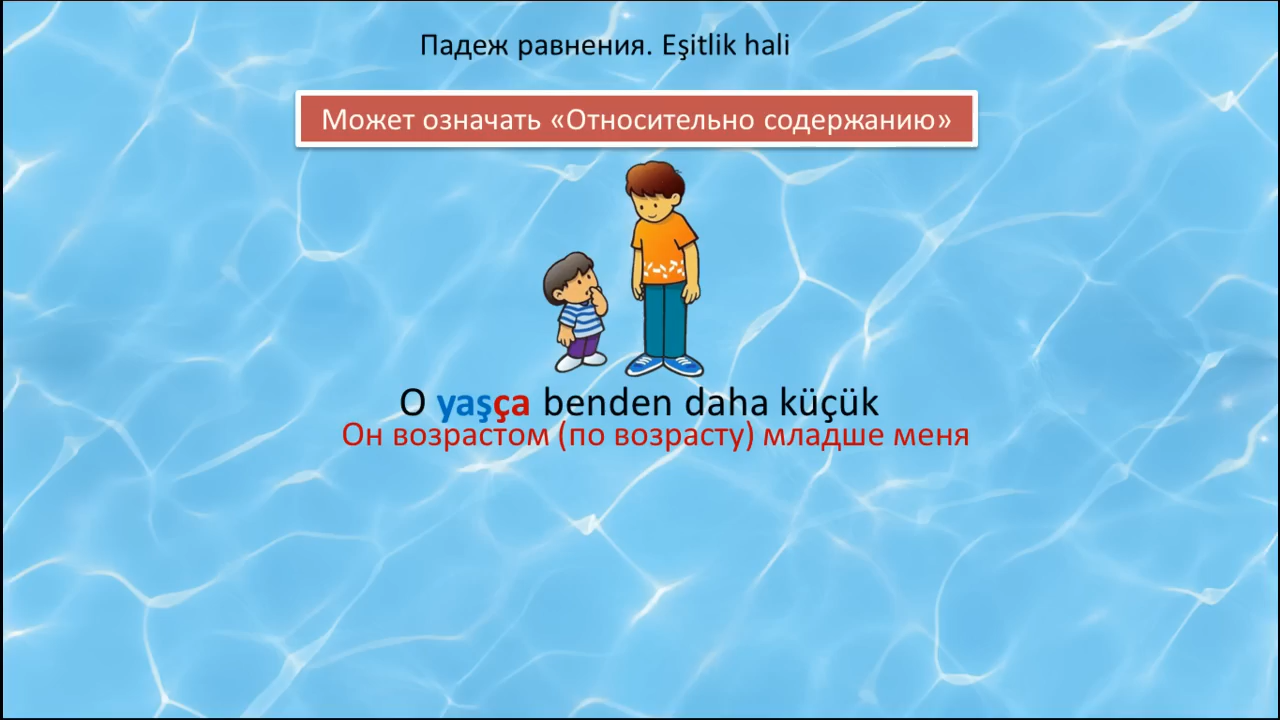 Падеж равнения. Eşitlik hali
Может означать «Относительно содержанию»
O yaşça benden daha küçük
Он возрастом (по возрасту) младше меня